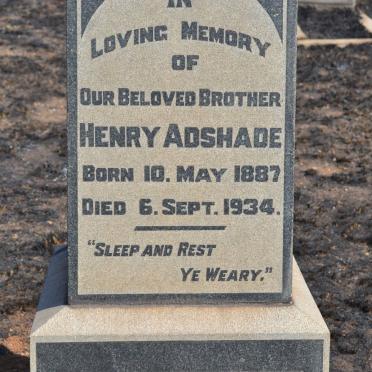 IN
LOVING MEMORY
OF
OUR BELOVED BROTHER
HENRY ADSHADE
BORN 10. MAY 1887
DIED 6. SEPT. 1934.
"SLEEP AND REST
YE WEARY."